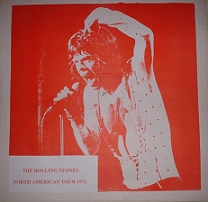 THE ROLLING STONES
NORTH AMERICAN TOUR 1972